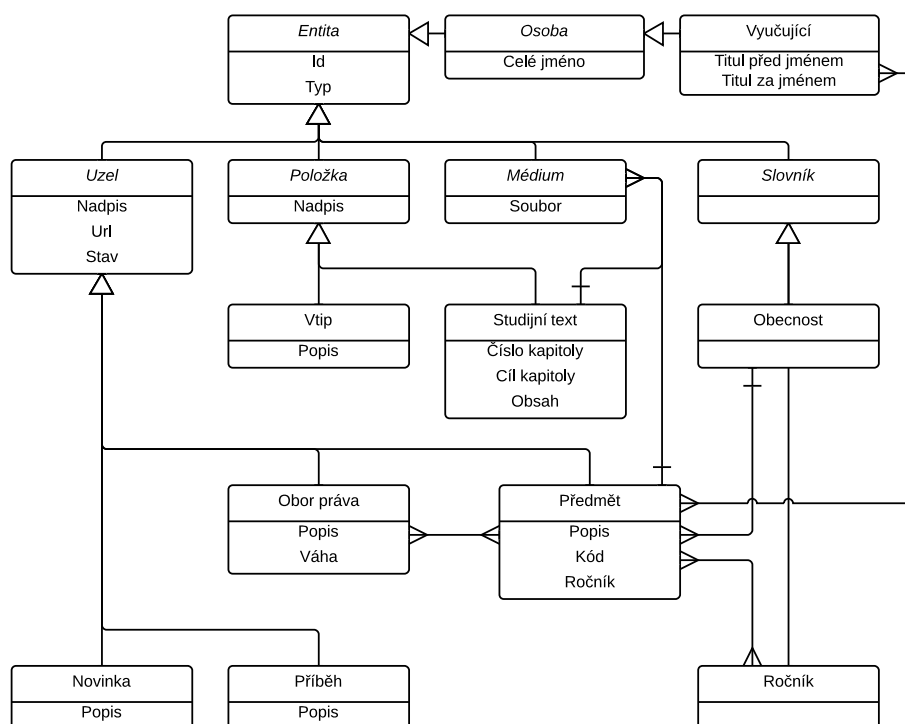 Entita
Id
Typ
Osoba
Celé jméno
Vyučující
Titul před jménem
Titul za jménem
Uzel
Nadpis
Url
Stav
Položka
Nadpis
Médium
Soubor
Slovník
Vtip
Popis
Studijní text
Číslo kapitoly
Cíl kapitoly
Obsah
Obecnost
Obor práva
Popis
Váha
Předmět
Popis
Kód
Ročník
Novinka
Popis
Příběh
Popis
Ročník